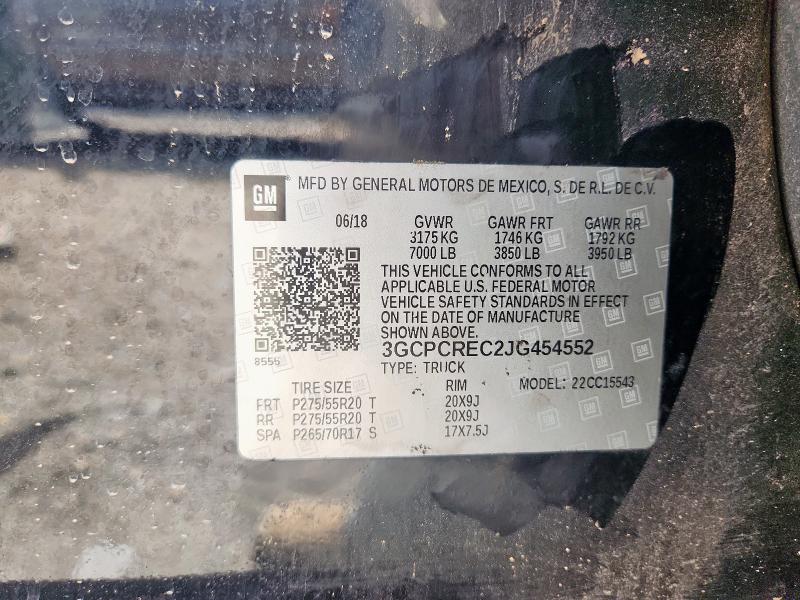 GM MFD BY GENERAL MOTORS DE MEXICO, S. DE R.L. DE C.V.
06/18 GVWR GAWR FRT GAWR RR
3175 KG 1746 KG 1792 KG
7000 LB 3850 LB 3950 LB
THIS VEHICLE CONFORMS TO ALL
APPLICABLE U.S. FEDERAL MOTOR
VEHICLE SAFETY STANDARDS IN EFFECT
ON THE DATE OF MANUFACTURE
SHOWN ABOVE.
8556
3GCPCREC2JG454552
TYPE: TRUCK MODEL: 22CC15543
TIRE SIZE RIM
FRT P275/55R20 T 20X9J
RR P275/55R20 T 20X9J
SPA P265/70R17 S 17X7.5J